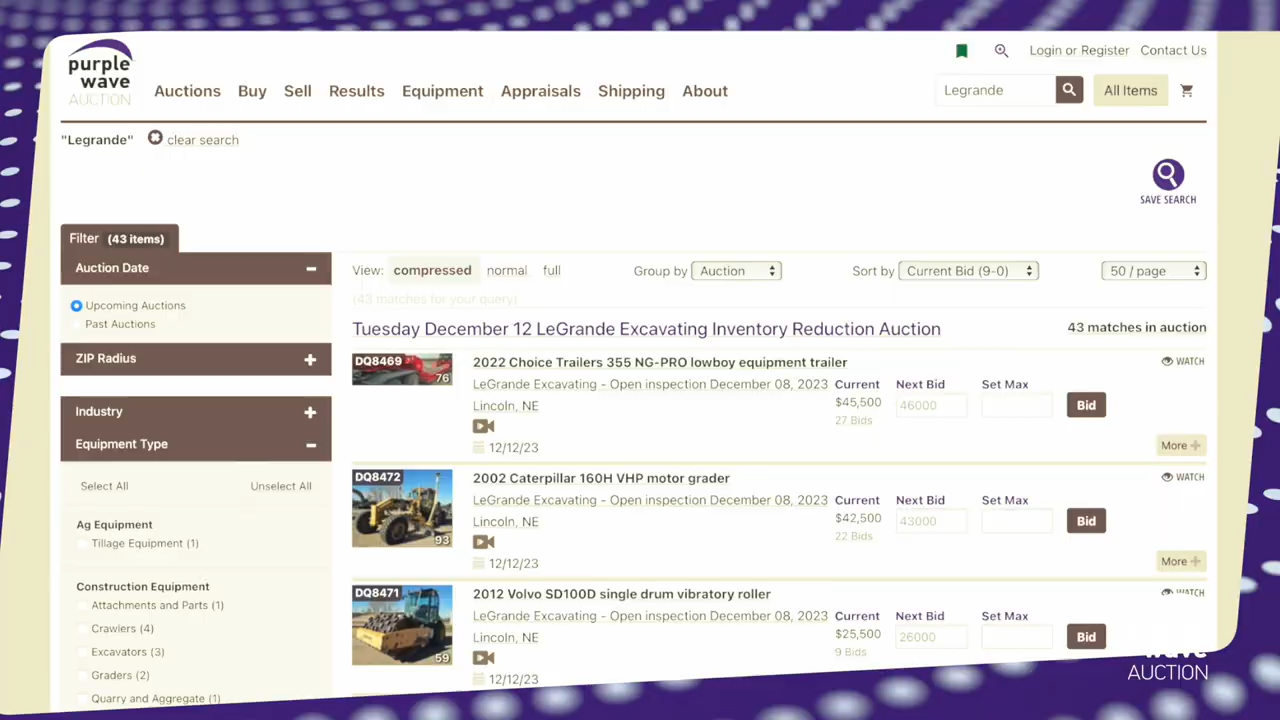 purple
wave
AUCTION
Login or Register Contact Us
Auctions Buy Sell Results Equipment Appraisals Shipping About
Legrande
All Items
"Legrande" clear search
SAVE SEARCH
Filter (43 items)
Auction Date
Upcoming Auctions
Past Auctions
ZIP Radius
Industry
Equipment Type
Select All Unselect All
Ag Equipment
Tillage Equipment (1)
Construction Equipment
Attachments and Parts (1)
Crawlers (4)
Excavators (3)
Graders (2)
Quarry and Aggregate (1)
View: compressed normal full Group by Auction Sort by Current Bid (9-0) 50 / page
(43 matches for your query)
Tuesday December 12 LeGrande Excavating Inventory Reduction Auction 43 matches in auction
DQ8469
76
2022 Choice Trailers 355 NG-PRO lowboy equipment trailer WATCH
LeGrande Excavating - Open inspection December 08, 2023 Current Next Bid Set Max
Lincoln, NE $45,500 46000 Bid
27 Bids
12/12/23 More +
DQ8472
93
2002 Caterpillar 160H VHP motor grader WATCH
LeGrande Excavating - Open inspection December 08, 2023 Current Next Bid Set Max
Lincoln, NE $42,500 43000 Bid
22 Bids
12/12/23 More +
DQ8471
59
2012 Volvo SD100D single drum vibratory roller WATCH
LeGrande Excavating - Open inspection December 08, 2023 Current Next Bid Set Max
Lincoln, NE $25,500 26000 Bid
9 Bids
12/12/23
wave
AUCTION